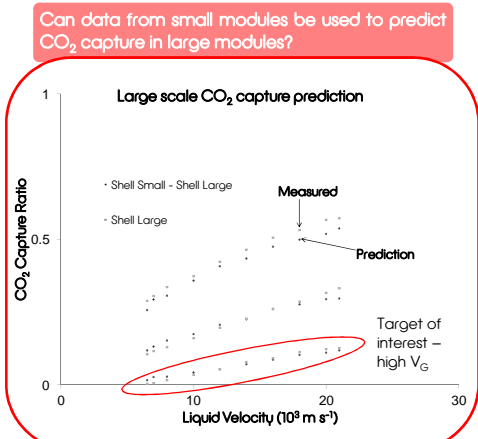 Can data from small modules be used to predict
CO₂ capture in large modules?
1
Large scale CO₂ capture prediction
Shell Small - Shell Large
Measured
Shell Large
CO₂ Capture Ratio
0.5
Prediction
Target of
interest –
high V_G
0
0
10
20
30
Liquid Velocity (10³ m s⁻¹)